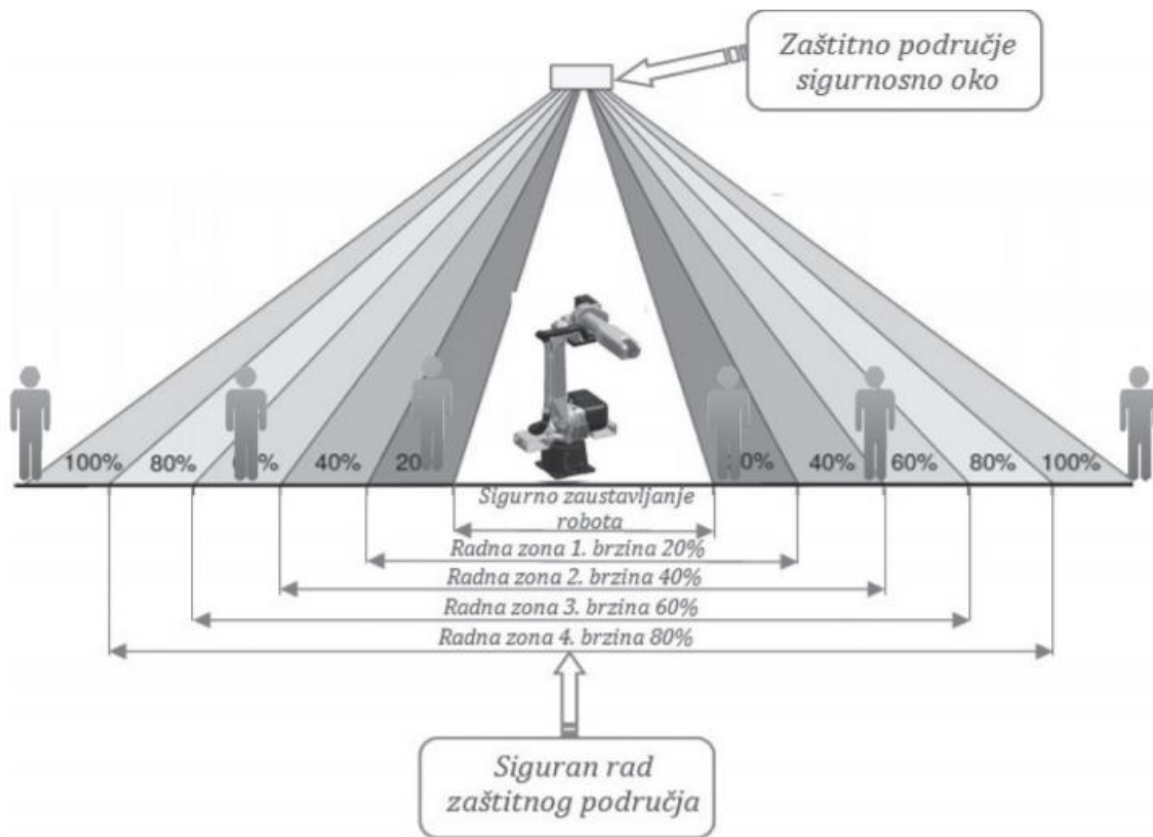 Zaštitno područje
sigurnosno oko
100% 80% 40% 40% 60% 80% 100%
Sigurno zaustavljanje
robota
Radna zona 1. brzina 20%
Radna zona 2. brzina 40%
Radna zona 3. brzina 60%
Radna zona 4. brzina 80%
Siguran rad
zaštitnog područja